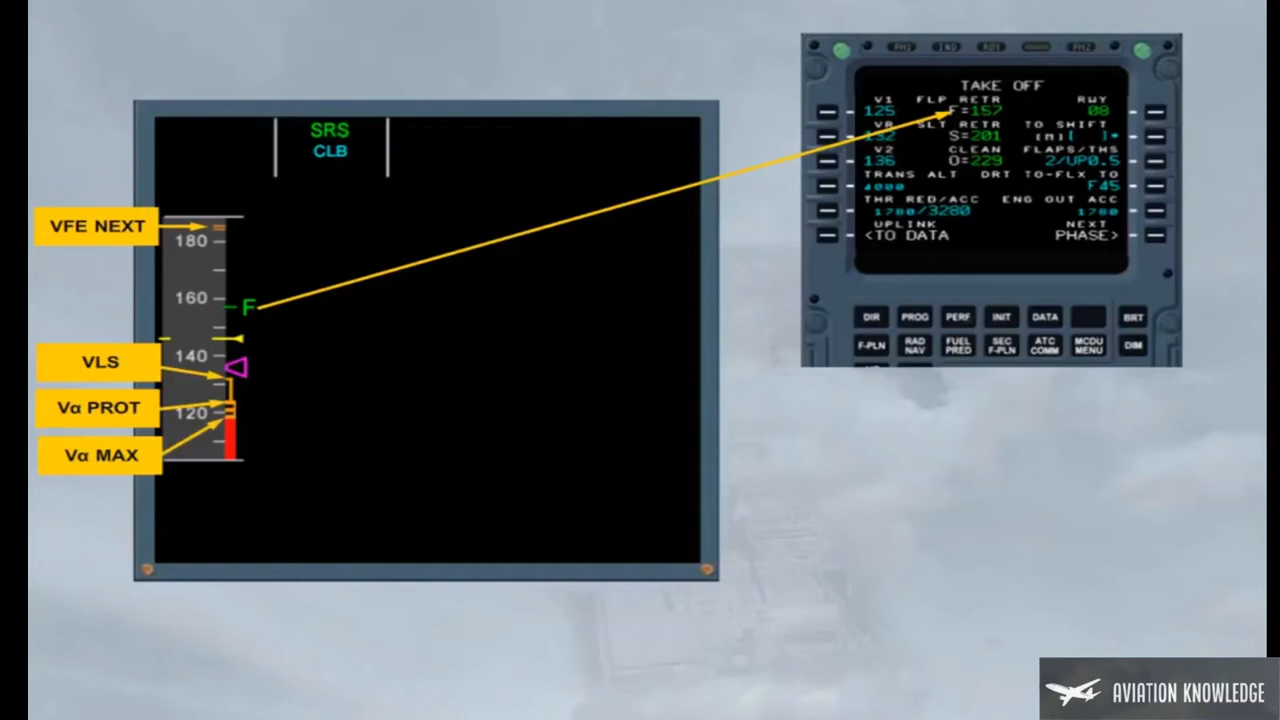 SRS
CLB
VFE NEXT
180
160
F
140
VLS
Vα PROT
120
Vα MAX
TAKE OFF
V1 FLP RETR RWY
125 F=157 08
VR SLT RETR TO SHIFT
132 S=201 [M][ ]*
V2 CLEAN FLAPS/THS
136 O=229 2/UP0.5
TRANS ALT DRT TO-FLX TO
4000 F45
THR RED/ACC ENG OUT ACC
1780/3280 1780
UPLINK NEXT
<TO DATA PHASE>
DIR PROG PERF INIT DATA BRT
F-PLN RAD NAV FUEL PRED SEC F-PLN ATC COMM MCDU MENU DIM
AVIATION KNOWLEDGE